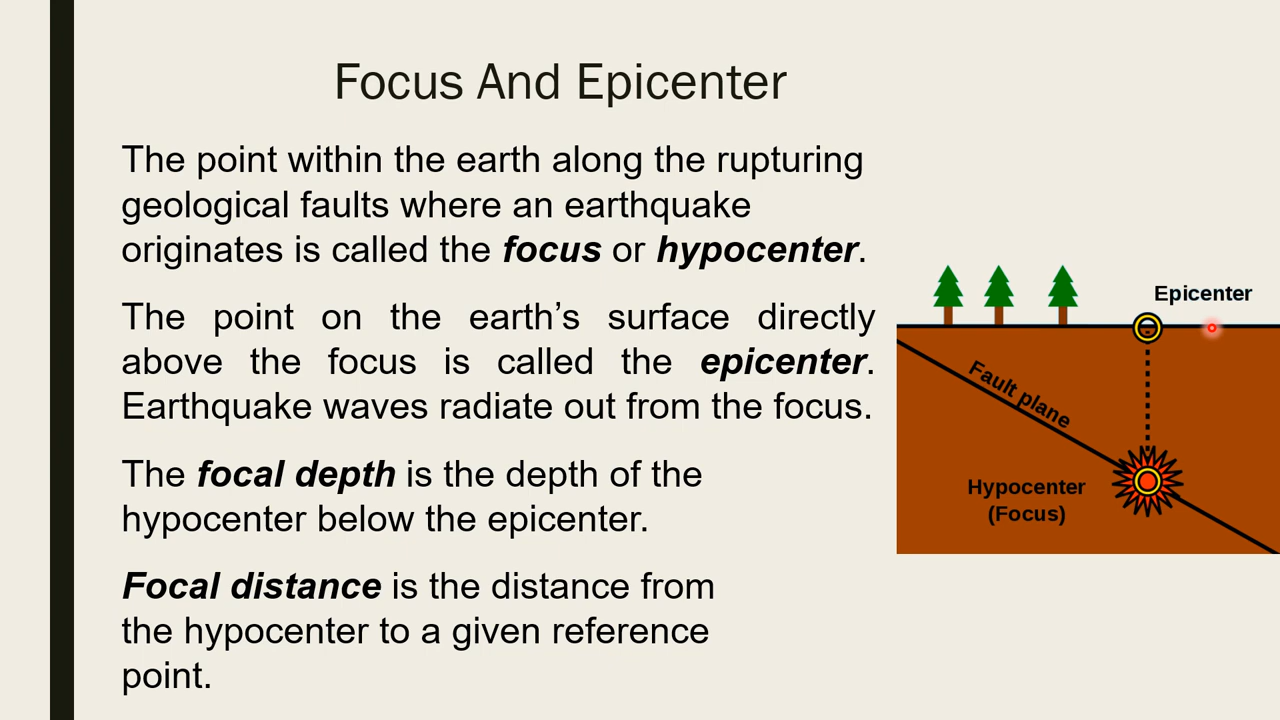 Focus And Epicenter
The point within the earth along the rupturing
geological faults where an earthquake
originates is called the focus or hypocenter.
The point on the earth’s surface directly
above the focus is called the epicenter.
Earthquake waves radiate out from the focus.
The focal depth is the depth of the
hypocenter below the epicenter.
Focal distance is the distance from
the hypocenter to a given reference
point.
Epicenter
Fault plane
Hypocenter
(Focus)